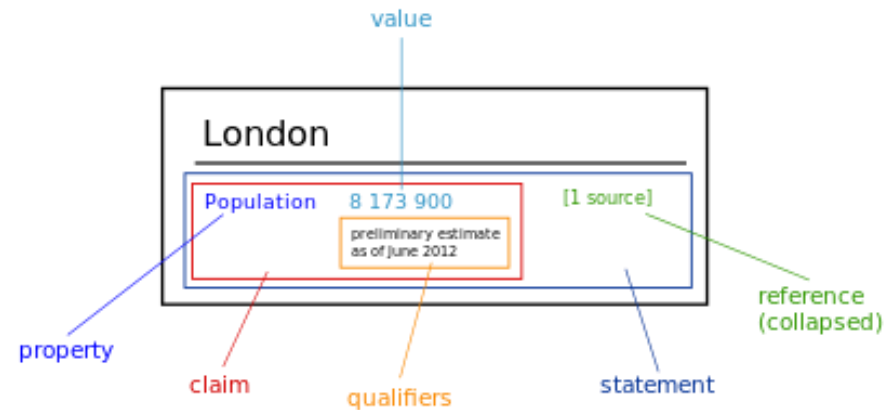 value
London
Population 8 173 900 [1 source]
preliminary estimate
as of June 2012
reference
(collapsed)
property
claim
qualifiers
statement